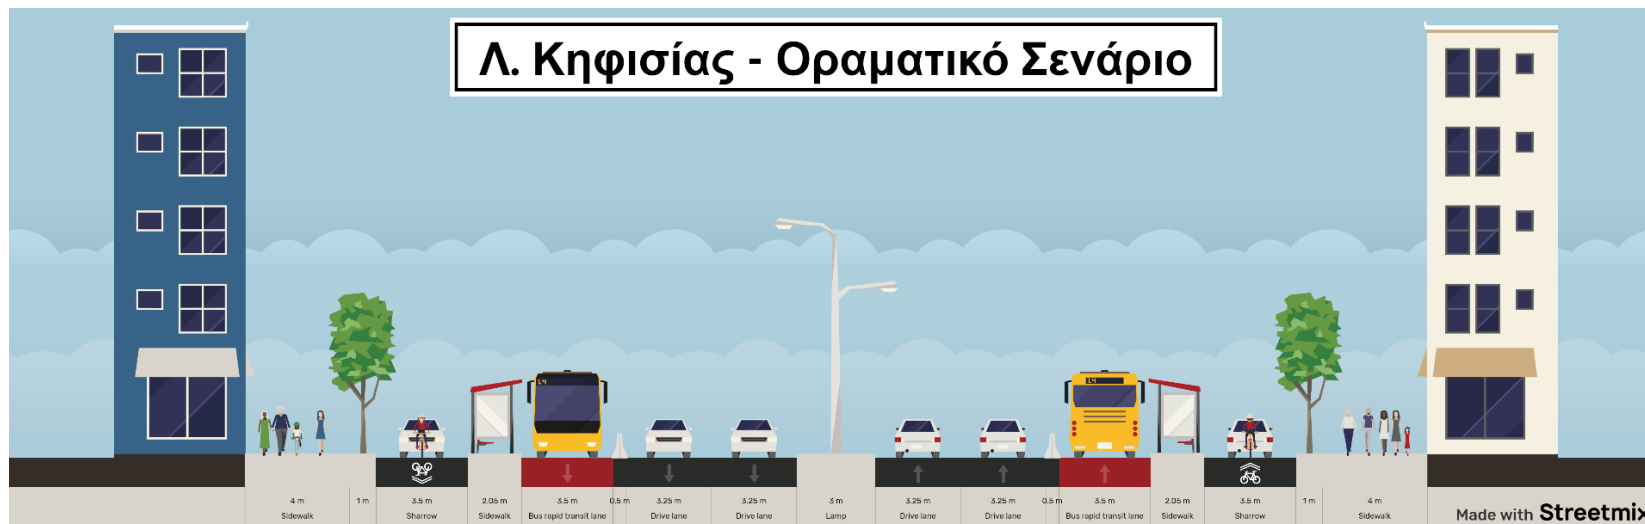 Λ. Κηφισίας - Οραματικό Σενάριο
L4
L4
4 m
1 m
3.5 m
2.05 m
3.5 m
0.5 m
3.25 m
3.25 m
3 m
3.25 m
3.25 m
0.5 m
3.5 m
2.05 m
3.5 m
1 m
4 m
Sidewalk
Sharrow
Sidewalk
Bus rapid transit lane
Drive lane
Drive lane
Lamp
Drive lane
Drive lane
Bus rapid transit lane
Sidewalk
Sharrow
Sidewalk
Made with Streetmix